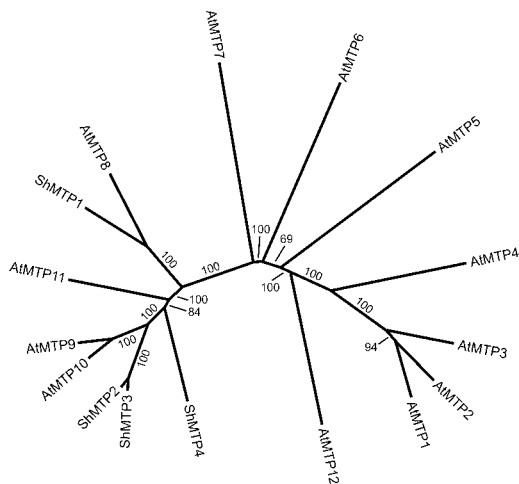 AtMTP7
AtMTP6
AtMTP8
AtMTP5
ShMTP1
100
69
100
100
AtMTP4
AtMTP11
100
100
100
84
100
100
AtMTP9
100
94
AtMTP3
AtMTP10
100
ShMTP2
ShMTP3
ShMTP4
AtMTP12
AtMTP1
AtMTP2